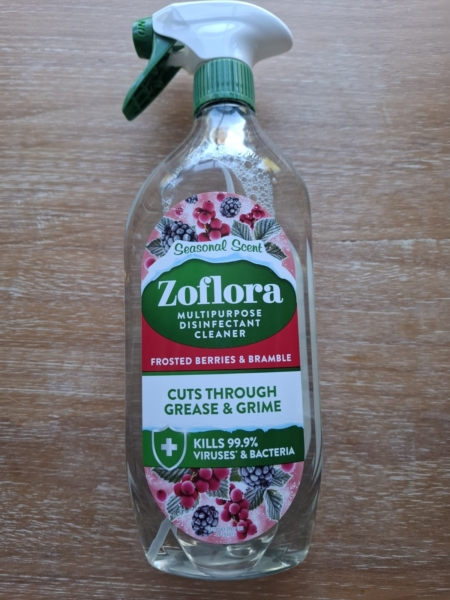 Seasonal Scent
Zoflora
MULTIPURPOSE
DISINFECTANT
CLEANER
FROSTED BERRIES & BRAMBLE
CUTS THROUGH
GREASE & GRIME
KILLS 99.9%
VIRUSES* & BACTERIA